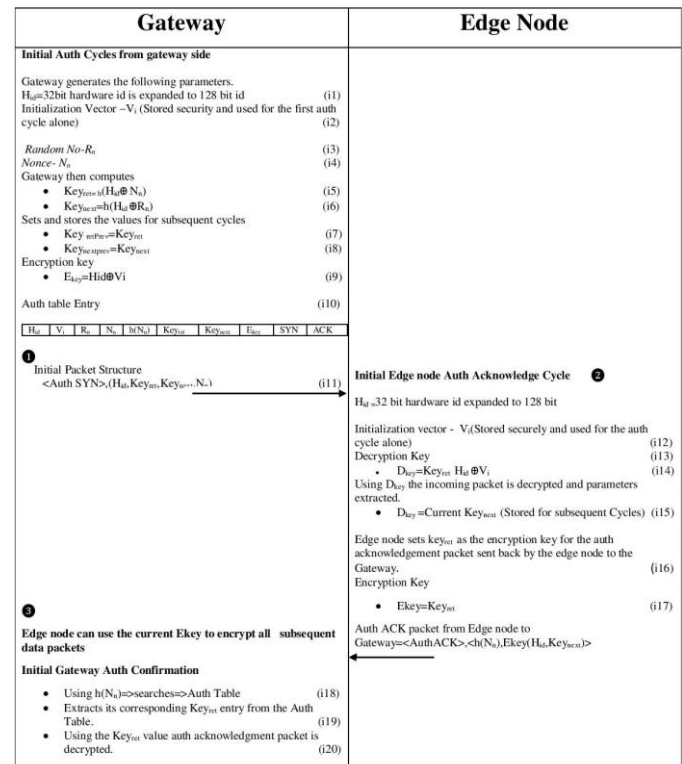 Gateway
Edge Node
Initial Auth Cycles from gateway side
Gateway generates the following parameters.
Hid=32bit hardware id is expanded to 128 bit id (i1)
Initialization Vector –Vi (Stored security and used for the first auth
cycle alone) (i2)
Random No-Rn (i3)
Nonce- Nn (i4)
Gateway then computes
• Keyret= h(Hid⊕ Nn) (i5)
• Keynext=h(Hid ⊕Rn) (i6)
Sets and stores the values for subsequent cycles
• Key retPrev=Keyret (i7)
• Keynextprev=Keynext (i8)
Encryption key
• Ekey=Hid⊕Vi (i9)
Auth table Entry (i10)
Hid Vi Rn Nn h(Nn) Keyret Keynext Ekey SYN ACK
1
Initial Packet Structure
<Auth SYN>,(Hid,Keyret,Keynext,Nn) (i11)
Initial Edge node Auth Acknowledge Cycle 2
Hid =32 bit hardware id expanded to 128 bit
Initialization vector - Vi(Stored securely and used for the auth
cycle alone) (i12)
Decryption Key (i13)
• Dkey=Keyret Hid ⊕Vi (i14)
Using Dkey the incoming packet is decrypted and parameters
extracted.
• Dkey =Current Keynext (Stored for subsequent Cycles) (i15)
Edge node sets keyret as the encryption key for the auth
acknowledgement packet sent back by the edge node to the
Gateway. (i16)
Encryption Key
• Ekey=Keyret (i17)
Auth ACK packet from Edge node to
Gateway=<AuthACK>,<h(Nn),Ekey(Hid,Keynext)>
3
Edge node can use the current Ekey to encrypt all subsequent
data packets
Initial Gateway Auth Confirmation
• Using h(Nn)=>searches=>Auth Table (i18)
• Extracts its corresponding Keyret entry from the Auth
Table. (i19)
• Using the Keyret value auth acknowledgment packet is
decrypted. (i20)